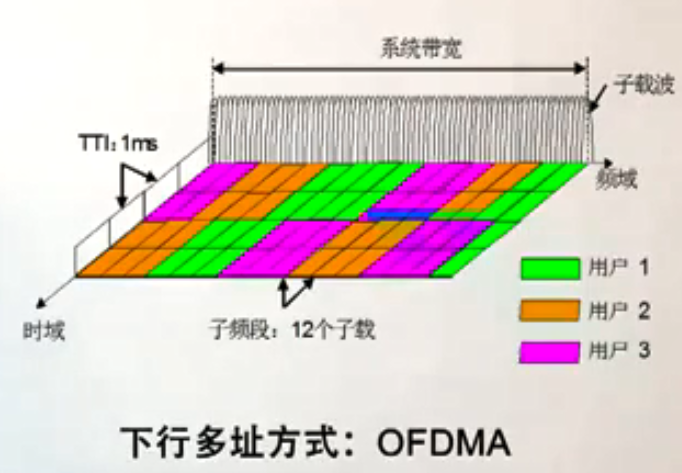 系统带宽
子载波
TTI:1ms
频域
用户 1
用户 2
时域
子频段：12个子载
用户 3
下行多址方式：OFDMA